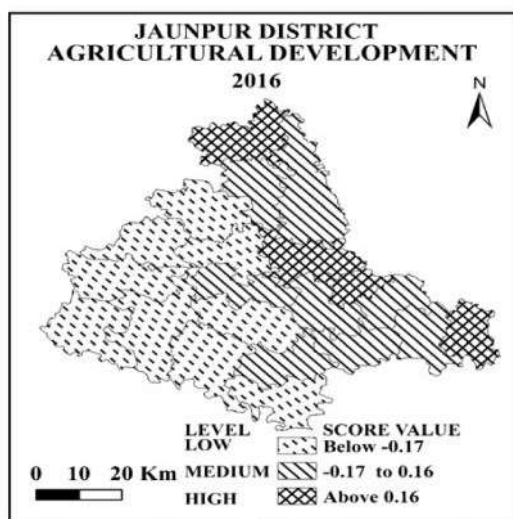 JAUNPUR DISTRICT
AGRICULTURAL DEVELOPMENT
2016
N
LEVEL SCORE VALUE
LOW Below -0.17
MEDIUM -0.17 to 0.16
HIGH Above 0.16
0 10 20 Km